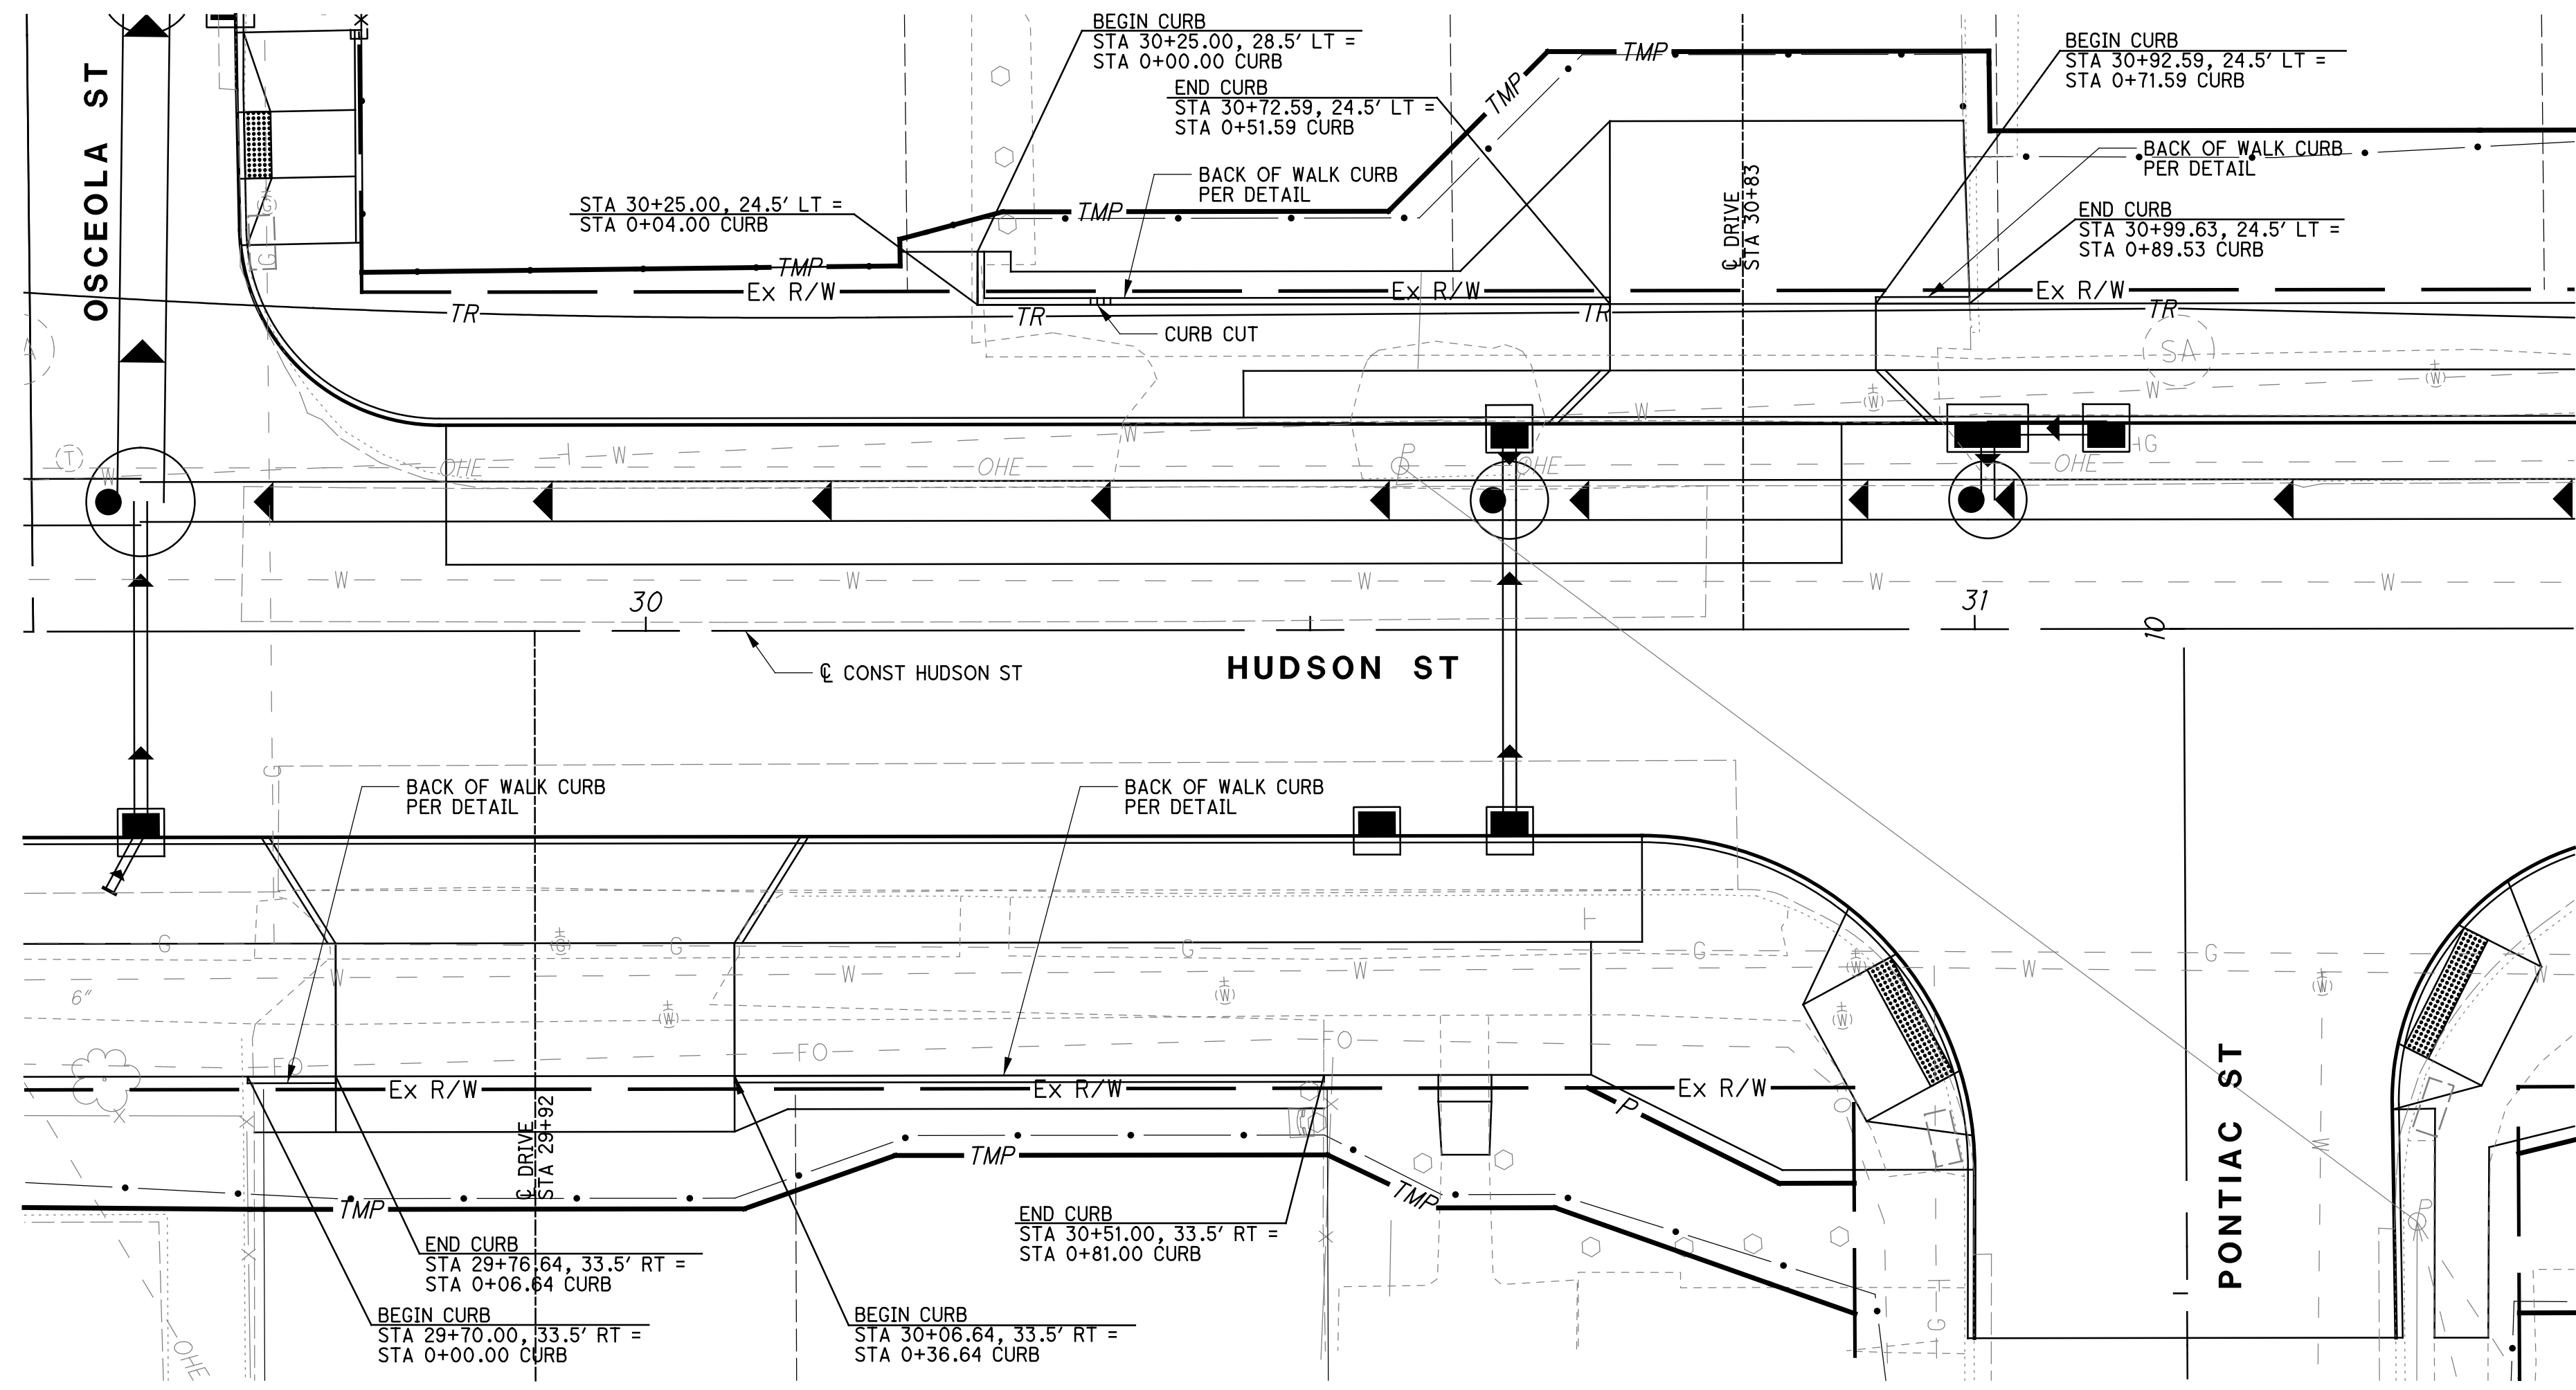 BEGIN CURB
STA 30+25.00, 28.5' LT =
STA 0+00.00 CURB
END CURB
STA 30+72.59, 24.5' LT =
STA 0+51.59 CURB
BEGIN CURB
STA 30+92.59, 24.5' LT =
STA 0+71.59 CURB
TMP
TMP
OSCEOLA ST
BACK OF WALK CURB
PER DETAIL
BACK OF WALK CURB
PER DETAIL
STA 30+25.00, 24.5' LT =
STA 0+04.00 CURB
TMP
℄ DRIVE
STA 30+83
END CURB
STA 30+99.63, 24.5' LT =
STA 0+89.53 CURB
G
G
TMP
Ex R/W
Ex R/W
Ex R/W
TR
TR
TR
TR
CURB CUT
SA
W
W
W
W
W
W
W
T
W
OHE
OHE
OHE
OHE
P
G
W
W
W
W
W
30
31
10
℄ CONST HUDSON ST
HUDSON ST
G
BACK OF WALK CURB
PER DETAIL
BACK OF WALK CURB
PER DETAIL
T
G
G
G
G
G
G
W
W
W
W
W
W
W
W
W
W
6"
FO
FO
FO
Ex R/W
Ex R/W
Ex R/W
P
℄ DRIVE
STA 29+92
TMP
TMP
TMP
PONTIAC ST
W
P
END CURB
STA 30+51.00, 33.5' RT =
STA 0+81.00 CURB
END CURB
STA 29+76.64, 33.5' RT =
STA 0+06.64 CURB
BEGIN CURB
STA 29+70.00, 33.5' RT =
STA 0+00.00 CURB
BEGIN CURB
STA 30+06.64, 33.5' RT =
STA 0+36.64 CURB
G
OHE